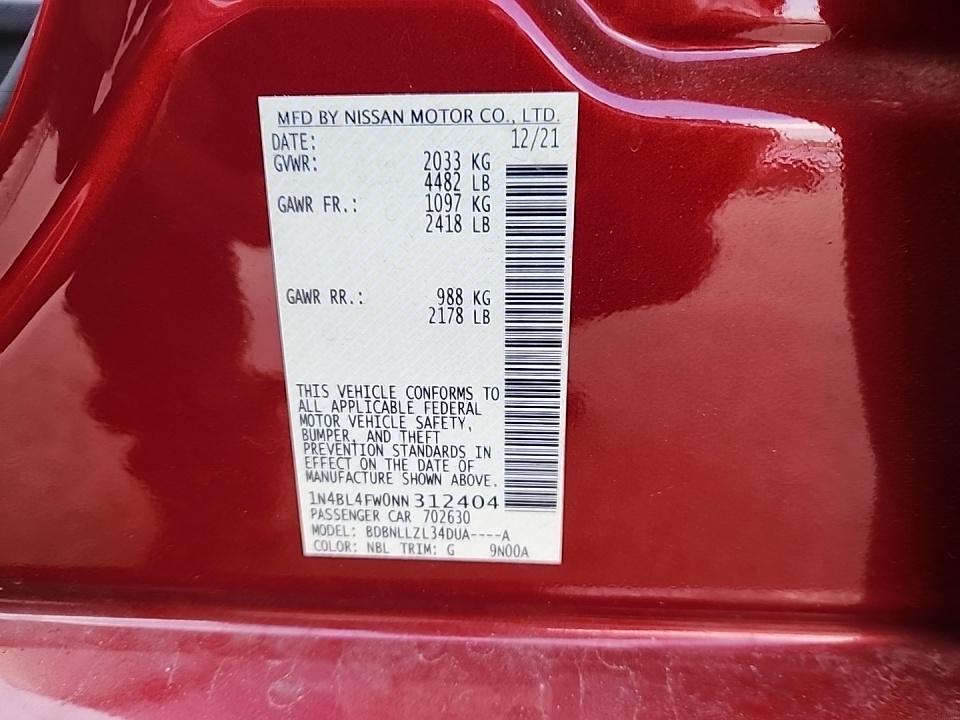 MFD BY NISSAN MOTOR CO., LTD.
DATE: 12/21
GVWR: 2033 KG
4482 LB
GAWR FR.: 1097 KG
2418 LB
GAWR RR.: 988 KG
2178 LB
THIS VEHICLE CONFORMS TO
ALL APPLICABLE FEDERAL
MOTOR VEHICLE SAFETY,
BUMPER, AND THEFT
PREVENTION STANDARDS IN
EFFECT ON THE DATE OF
MANUFACTURE SHOWN ABOVE.
1N4BL4FW0NN312404
PASSENGER CAR 702630
MODEL: BDBNLLZL34DUA----A
COLOR: NBL TRIM: G 9N00A